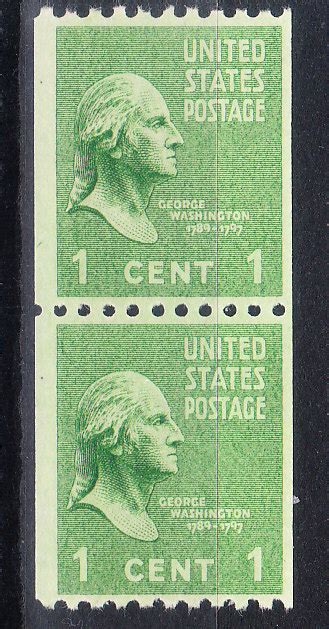 UNITED
STATES
POSTAGE
GEORGE
WASHINGTON
1789-1797
1 CENT 1
UNITED
STATES
POSTAGE
GEORGE
WASHINGTON
1789-1797
1 CENT 1